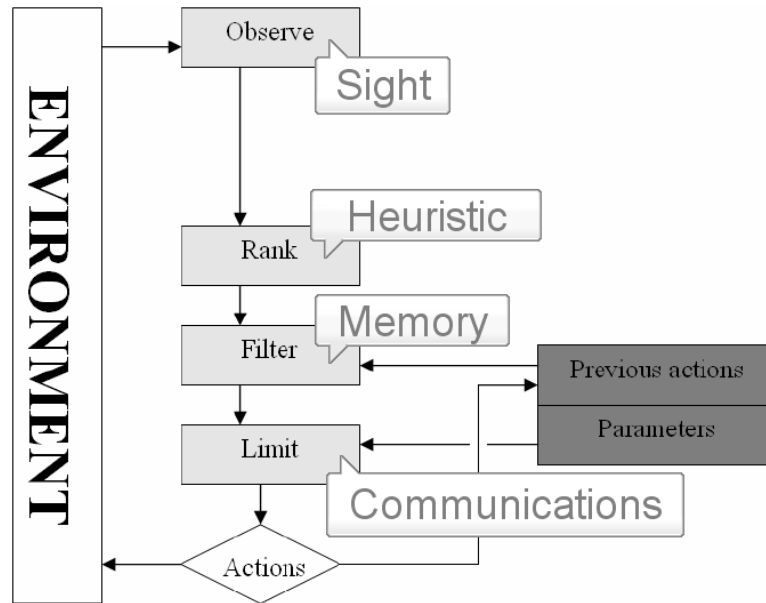 ENVIRONMENT
Observe
Sight
Heuristic
Rank
Memory
Filter
Previous actions
Parameters
Limit
Communications
Actions